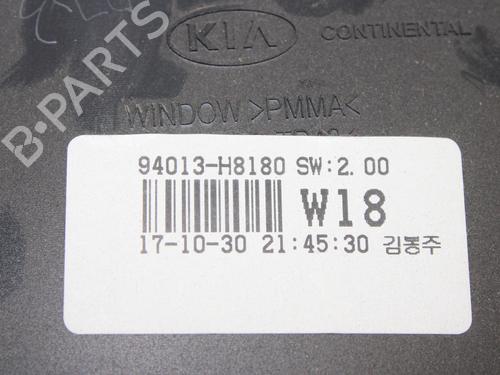 KIA
CONTINENTAL
WINDOW >PMMA<
94013-H8180 SW:2.00
W18
17-10-30 21:45:30 김동주
B-PARTS